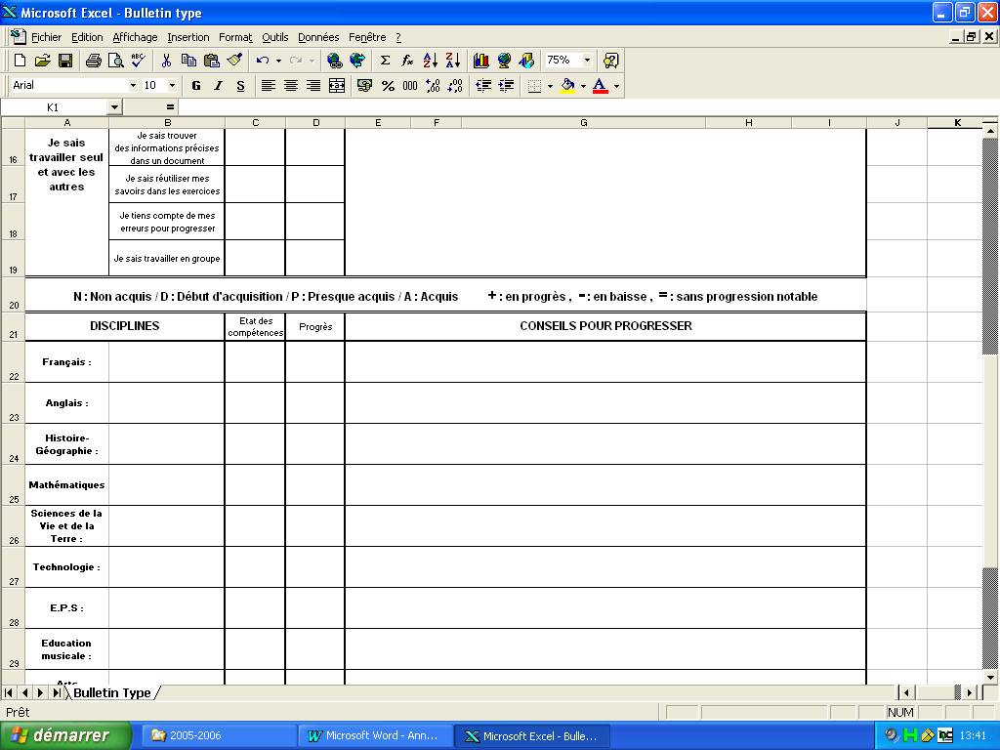 Microsoft Excel - Bulletin type
Fichier Edition Affichage Insertion Format Outils Données Fenêtre ?
75%
Arial 10 G I S
K1 =
A B C D E F G H I J K
16
Je sais travailler seul et avec les autres
Je sais trouver
des informations précises
dans un document
17
Je sais réutiliser mes
savoirs dans les exercices
18
Je tiens compte de mes
erreurs pour progresser
19
Je sais travailler en groupe
20
N : Non acquis / D : Début d'acquisition / P : Presque acquis / A : Acquis + : en progrès , - : en baisse , = : sans progression notable
21
DISCIPLINES
Etat des
compétences
Progrès
CONSEILS POUR PROGRESSER
22
Français :
23
Anglais :
24
Histoire-
Géographie :
25
Mathématiques
26
Sciences de la
Vie et de la
Terre :
27
Technologie :
28
E.P.S :
29
Education
musicale :
Arts
Bulletin Type
Prêt
NUM
démarrer
2005-2006
Microsoft Word - Ann...
Microsoft Excel - Bulle...
13:41